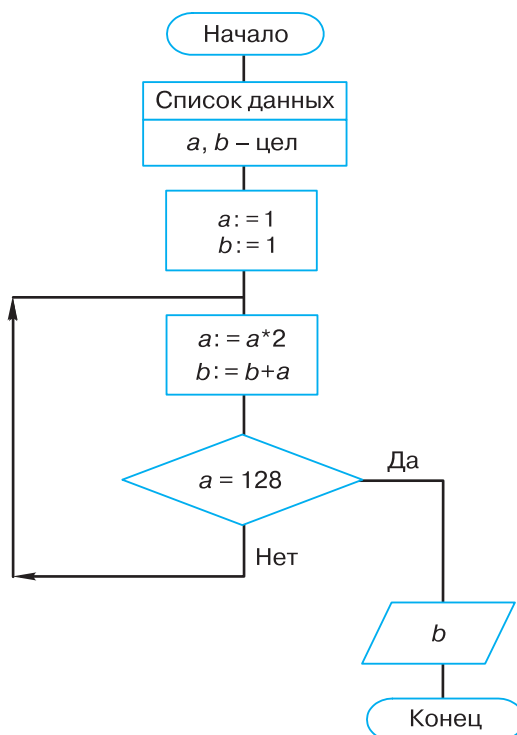 Начало
Список данных
a, b – цел
a:=1
b:=1
a:=a*2
b:=b+a
a = 128
Да
Нет
b
Конец